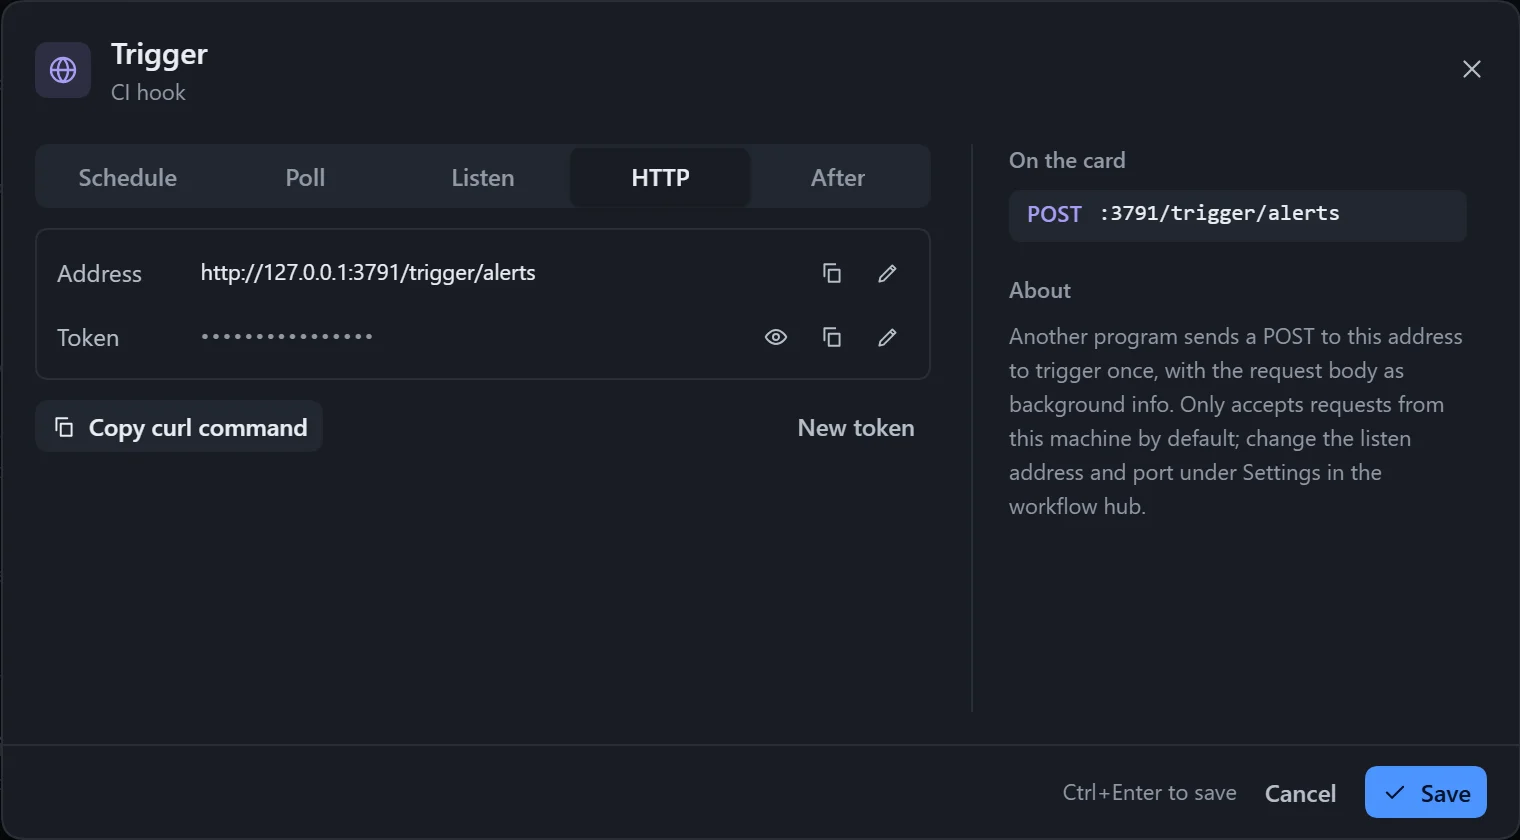 Trigger
CI hook
Schedule
Poll
Listen
HTTP
After
Address
http://127.0.0.1:3791/trigger/alerts
Token
••••••••••••••••
Copy curl command
New token
On the card
POST :3791/trigger/alerts
About
Another program sends a POST to this address
to trigger once, with the request body as
background info. Only accepts requests from
this machine by default; change the listen
address and port under Settings in the
workflow hub.
Ctrl+Enter to save
Cancel
Save